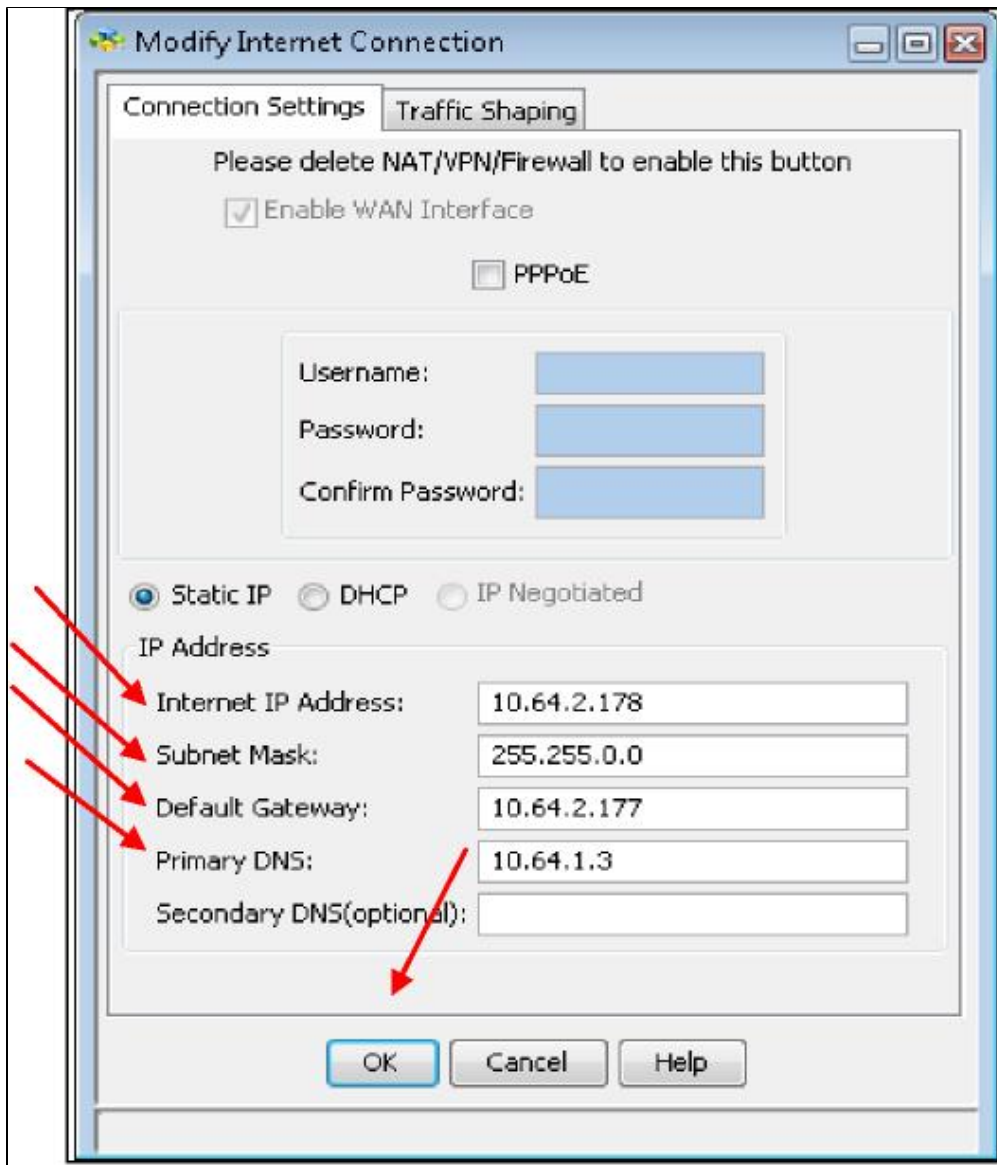 Modify Internet Connection
Connection Settings Traffic Shaping
Please delete NAT/VPN/Firewall to enable this button
Enable WAN Interface
PPPoE
Username:
Password:
Confirm Password:
Static IP DHCP IP Negotiated
IP Address
Internet IP Address: 10.64.2.178
Subnet Mask: 255.255.0.0
Default Gateway: 10.64.2.177
Primary DNS: 10.64.1.3
Secondary DNS(optional):
OK Cancel Help